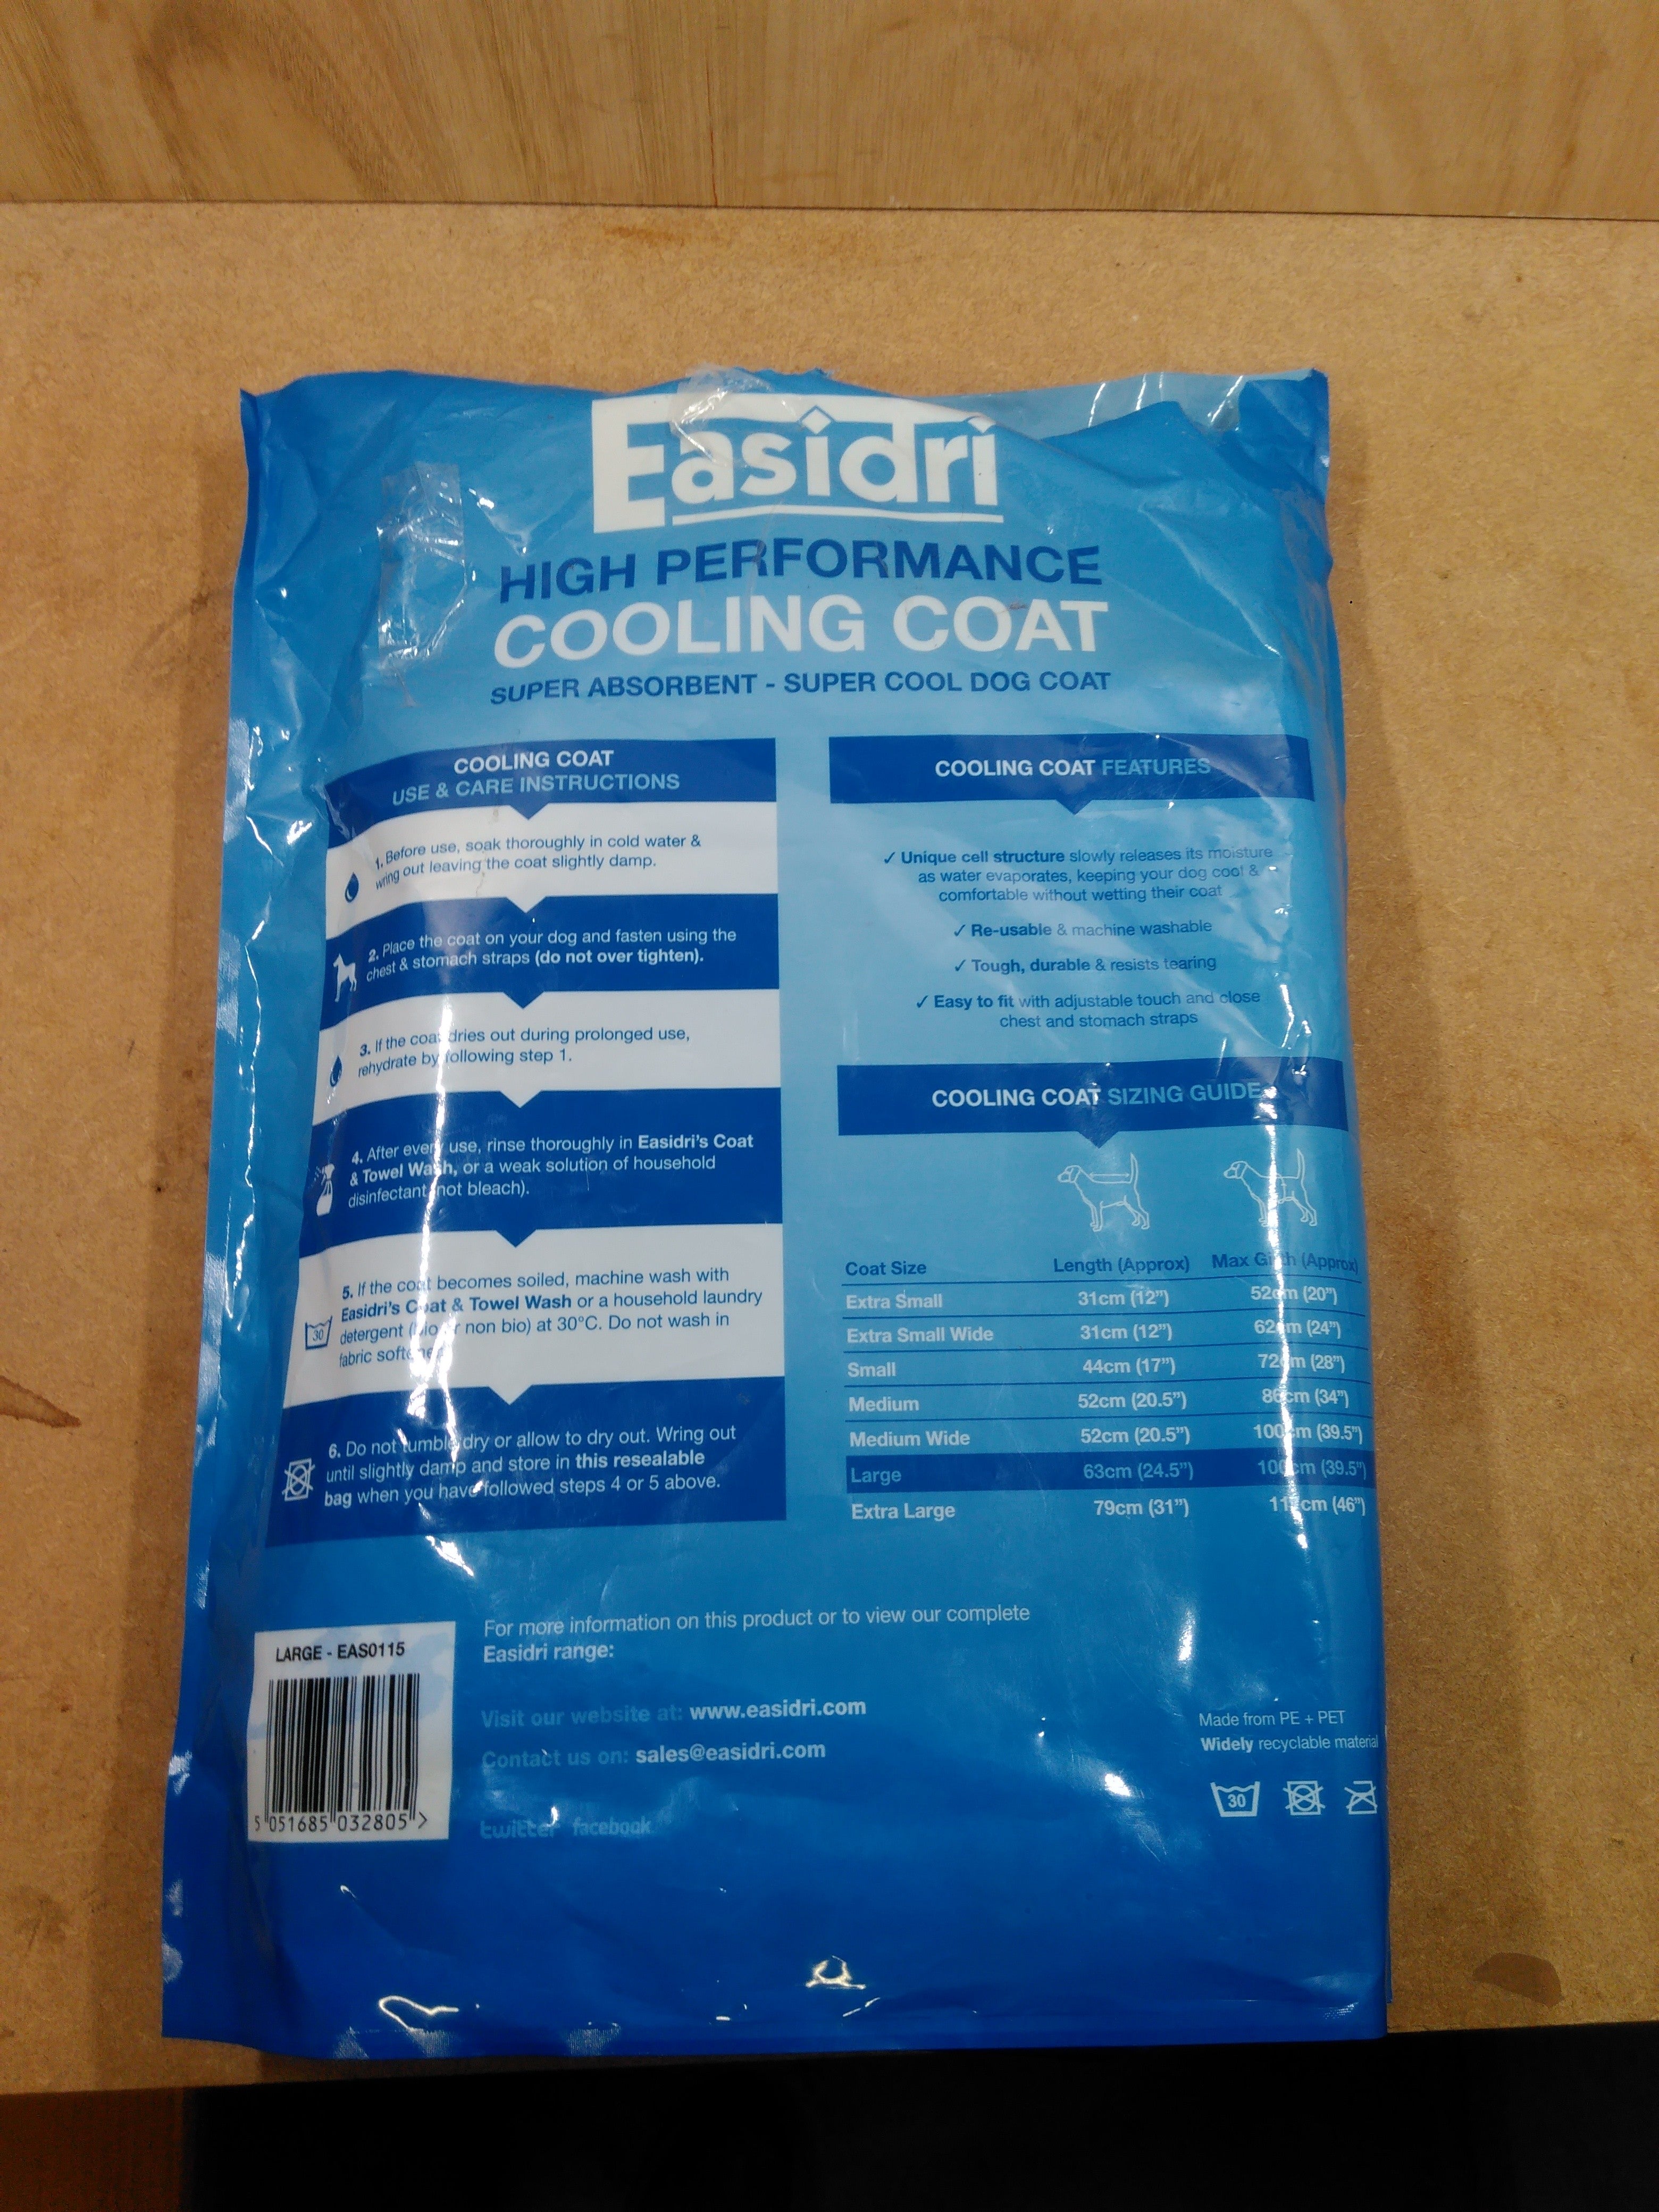 Easidri
HIGH PERFORMANCE
COOLING COAT
SUPER ABSORBENT - SUPER COOL DOG COAT
COOLING COAT
USE & CARE INSTRUCTIONS
1. Before use, soak thoroughly in cold water &
wring out leaving the coat slightly damp.
2. Place the coat on your dog and fasten using the
chest & stomach straps (do not over tighten).
3. If the coat dries out during prolonged use,
rehydrate by following step 1.
4. After every use, rinse thoroughly in Easidri's Coat
& Towel Wash, or a weak solution of household
disinfectant (not bleach).
5. If the coat becomes soiled, machine wash with
Easidri's Coat & Towel Wash or a household laundry
detergent (bio or non bio) at 30°C. Do not wash in
fabric softener
30
6. Do not tumble dry or allow to dry out. Wring out
until slightly damp and store in this resealable
bag when you have followed steps 4 or 5 above.
COOLING COAT FEATURES
✓ Unique cell structure slowly releases its moisture
as water evaporates, keeping your dog cool &
comfortable without wetting their coat
✓ Re-usable & machine washable
✓ Tough, durable & resists tearing
✓ Easy to fit with adjustable touch and close
chest and stomach straps
COOLING COAT SIZING GUIDE
Coat Size Length (Approx) Max Girth (Approx)
Extra Small 31cm (12") 52cm (20")
Extra Small Wide 31cm (12") 62cm (24")
Small 44cm (17") 72cm (28")
Medium 52cm (20.5") 86cm (34")
Medium Wide 52cm (20.5") 100cm (39.5")
Large 63cm (24.5") 100cm (39.5")
Extra Large 79cm (31") (46")
LARGE - EAS0115
5 051685 032805 >
For more information on this product or to view our complete
Easidri range:
Visit our website at: www.easidri.com
Contact us on: sales@easidri.com
twitter facebook
Made from PE + PET
Widely recyclable material
30